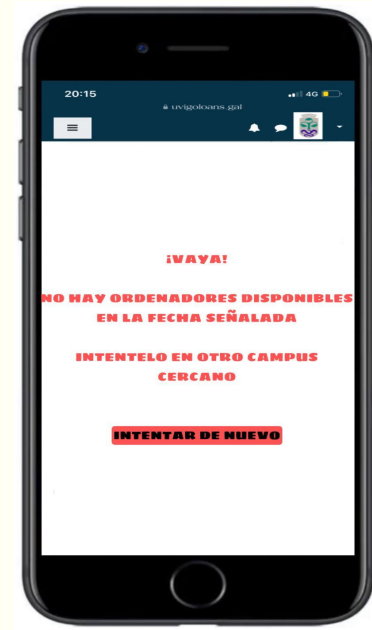 20:15
4G
uvigoloans.gal
¡VAYA!
NO HAY ORDENADORES DISPONIBLES
EN LA FECHA SEÑALADA
INTENTELO EN OTRO CAMPUS
CERCANO
INTENTAR DE NUEVO